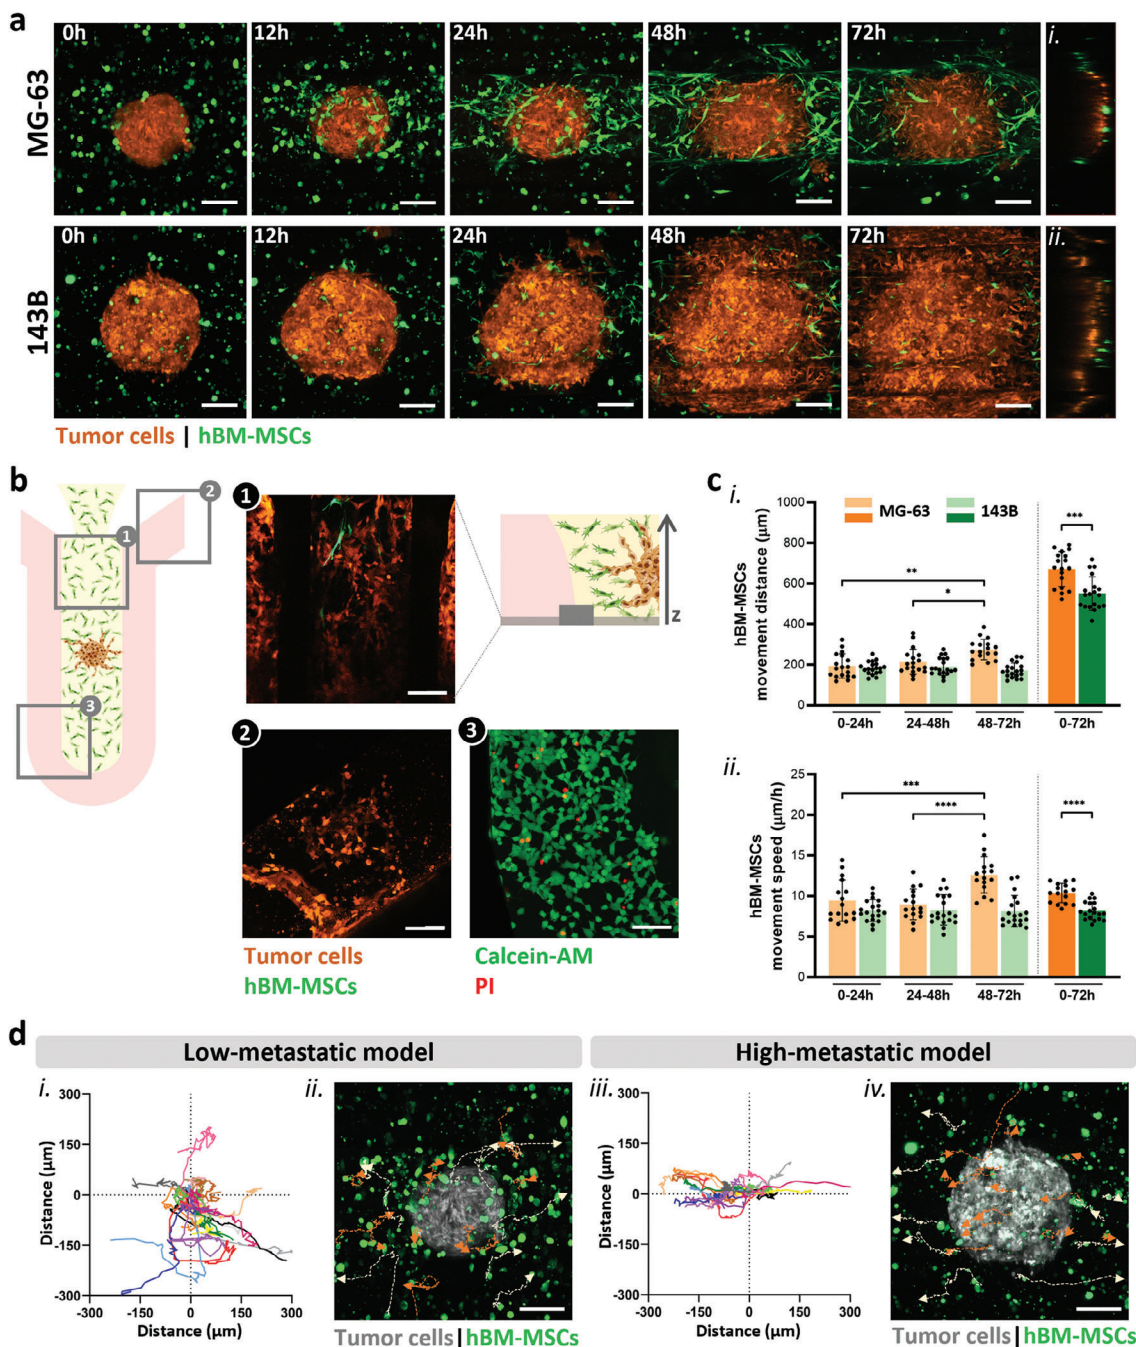 a
MG-63
0h
12h
24h
48h
72h
i.
143B
0h
12h
24h
48h
72h
ii.
Tumor cells | hBM-MSCs
b
1
2
3
1
z
2
3
Tumor cells
hBM-MSCs
Calcein-AM
PI
c
i.
hBM-MSCs
movement distance (µm)
1000
800
600
400
200
0
MG-63
143B
**
*
***
0-24h
24-48h
48-72h
0-72h
ii.
hBM-MSCs
movement speed (µm/h)
25
20
15
10
5
0
***
****
****
0-24h
24-48h
48-72h
0-72h
d
Low-metastatic model
High-metastatic model
i.
Distance (µm)
300
150
0
-150
-300
-300
-150
0
150
300
Distance (µm)
ii.
Tumor cells|hBM-MSCs
iii.
Distance (µm)
300
150
0
-150
-300
-300
-150
0
150
300
Distance (µm)
iv.
Tumor cells|hBM-MSCs